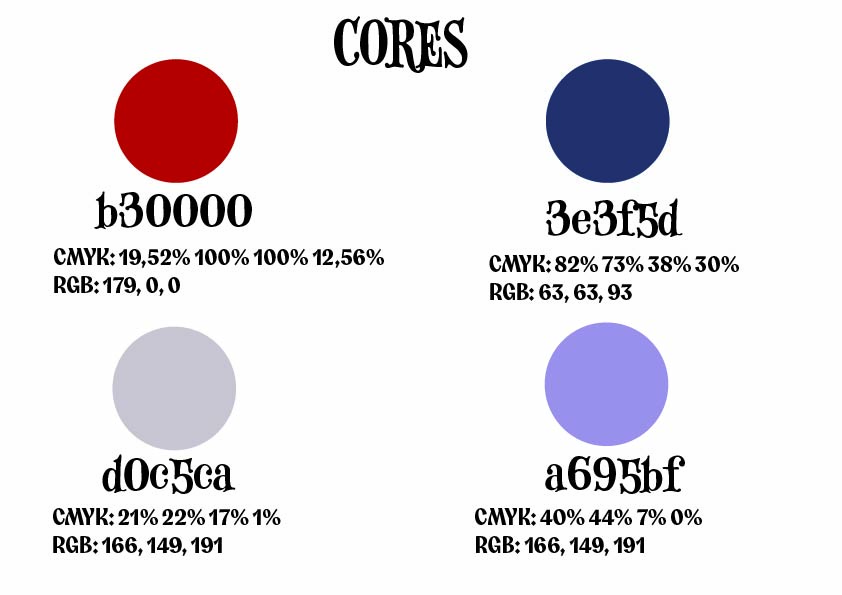 CORES
b30000
CMYK: 19,52% 100% 100% 12,56%
RGB: 179, 0, 0
3e3f5d
CMYK: 82% 73% 38% 30%
RGB: 63, 63, 93
d0c5ca
CMYK: 21% 22% 17% 1%
RGB: 166, 149, 191
a695bf
CMYK: 40% 44% 7% 0%
RGB: 166, 149, 191